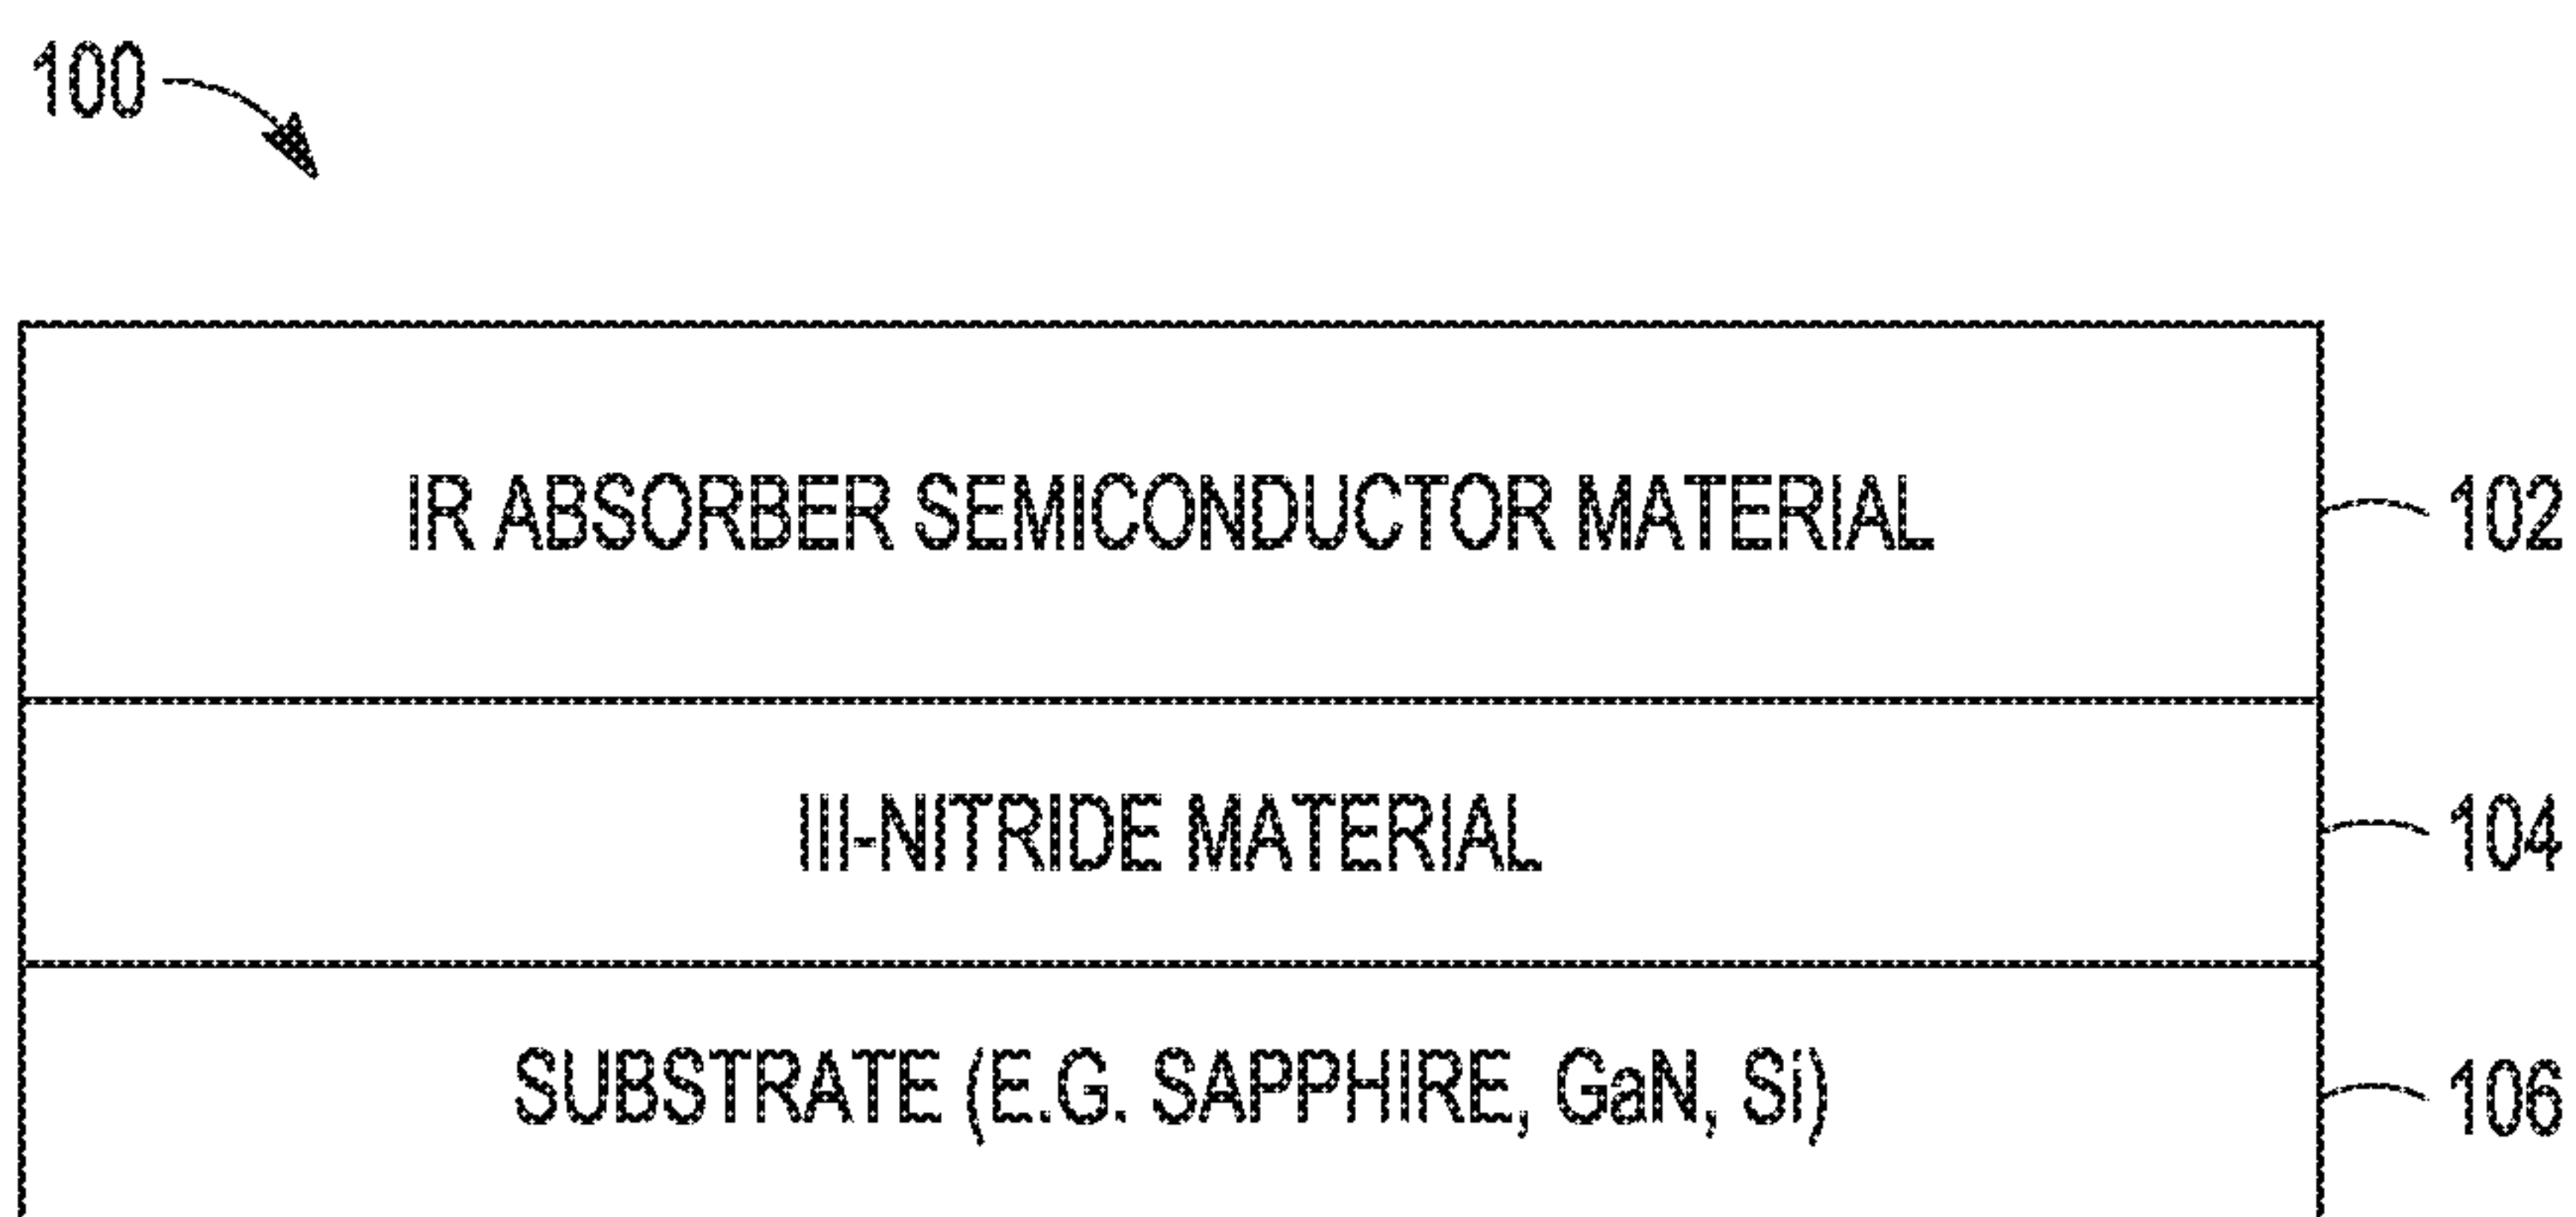 100
IR ABSORBER SEMICONDUCTOR MATERIAL
102
III-NITRIDE MATERIAL
104
SUBSTRATE (E.G. SAPPHIRE, GaN, Si)
106